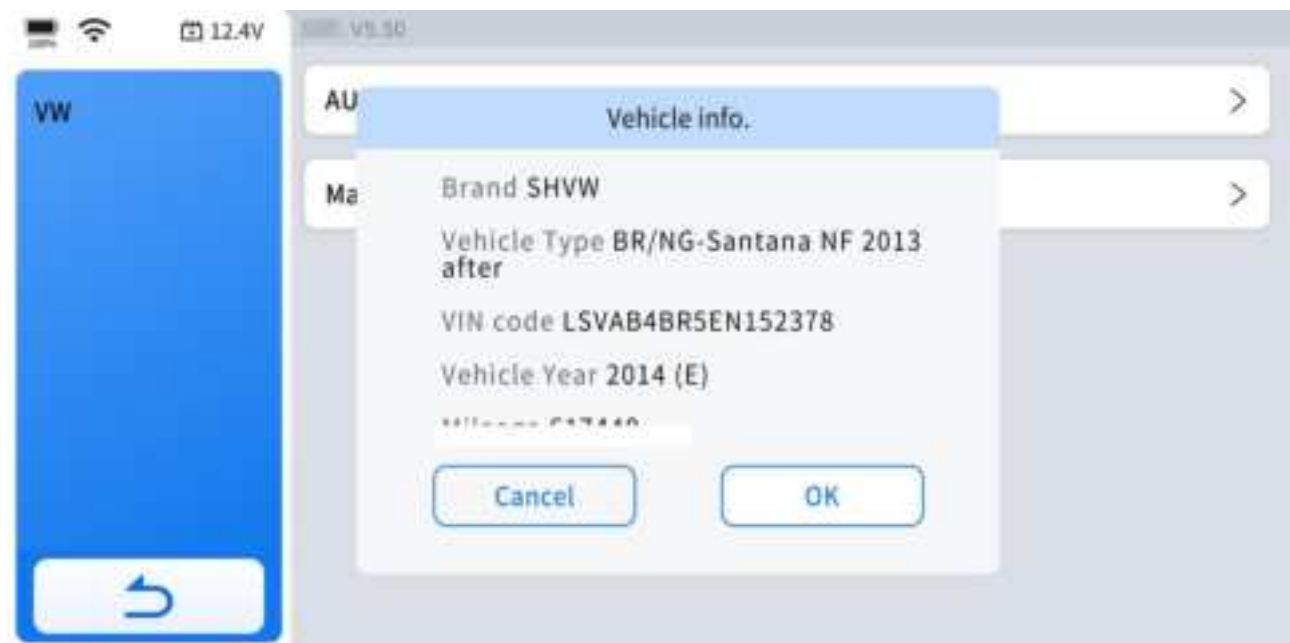 12.4V
V5.50
VW
AU
Vehicle info.
Ma
Brand SHVW
Vehicle Type BR/NG-Santana NF 2013
after
VIN code LSVAB4BR5EN152378
Vehicle Year 2014 (E)
Cancel
OK